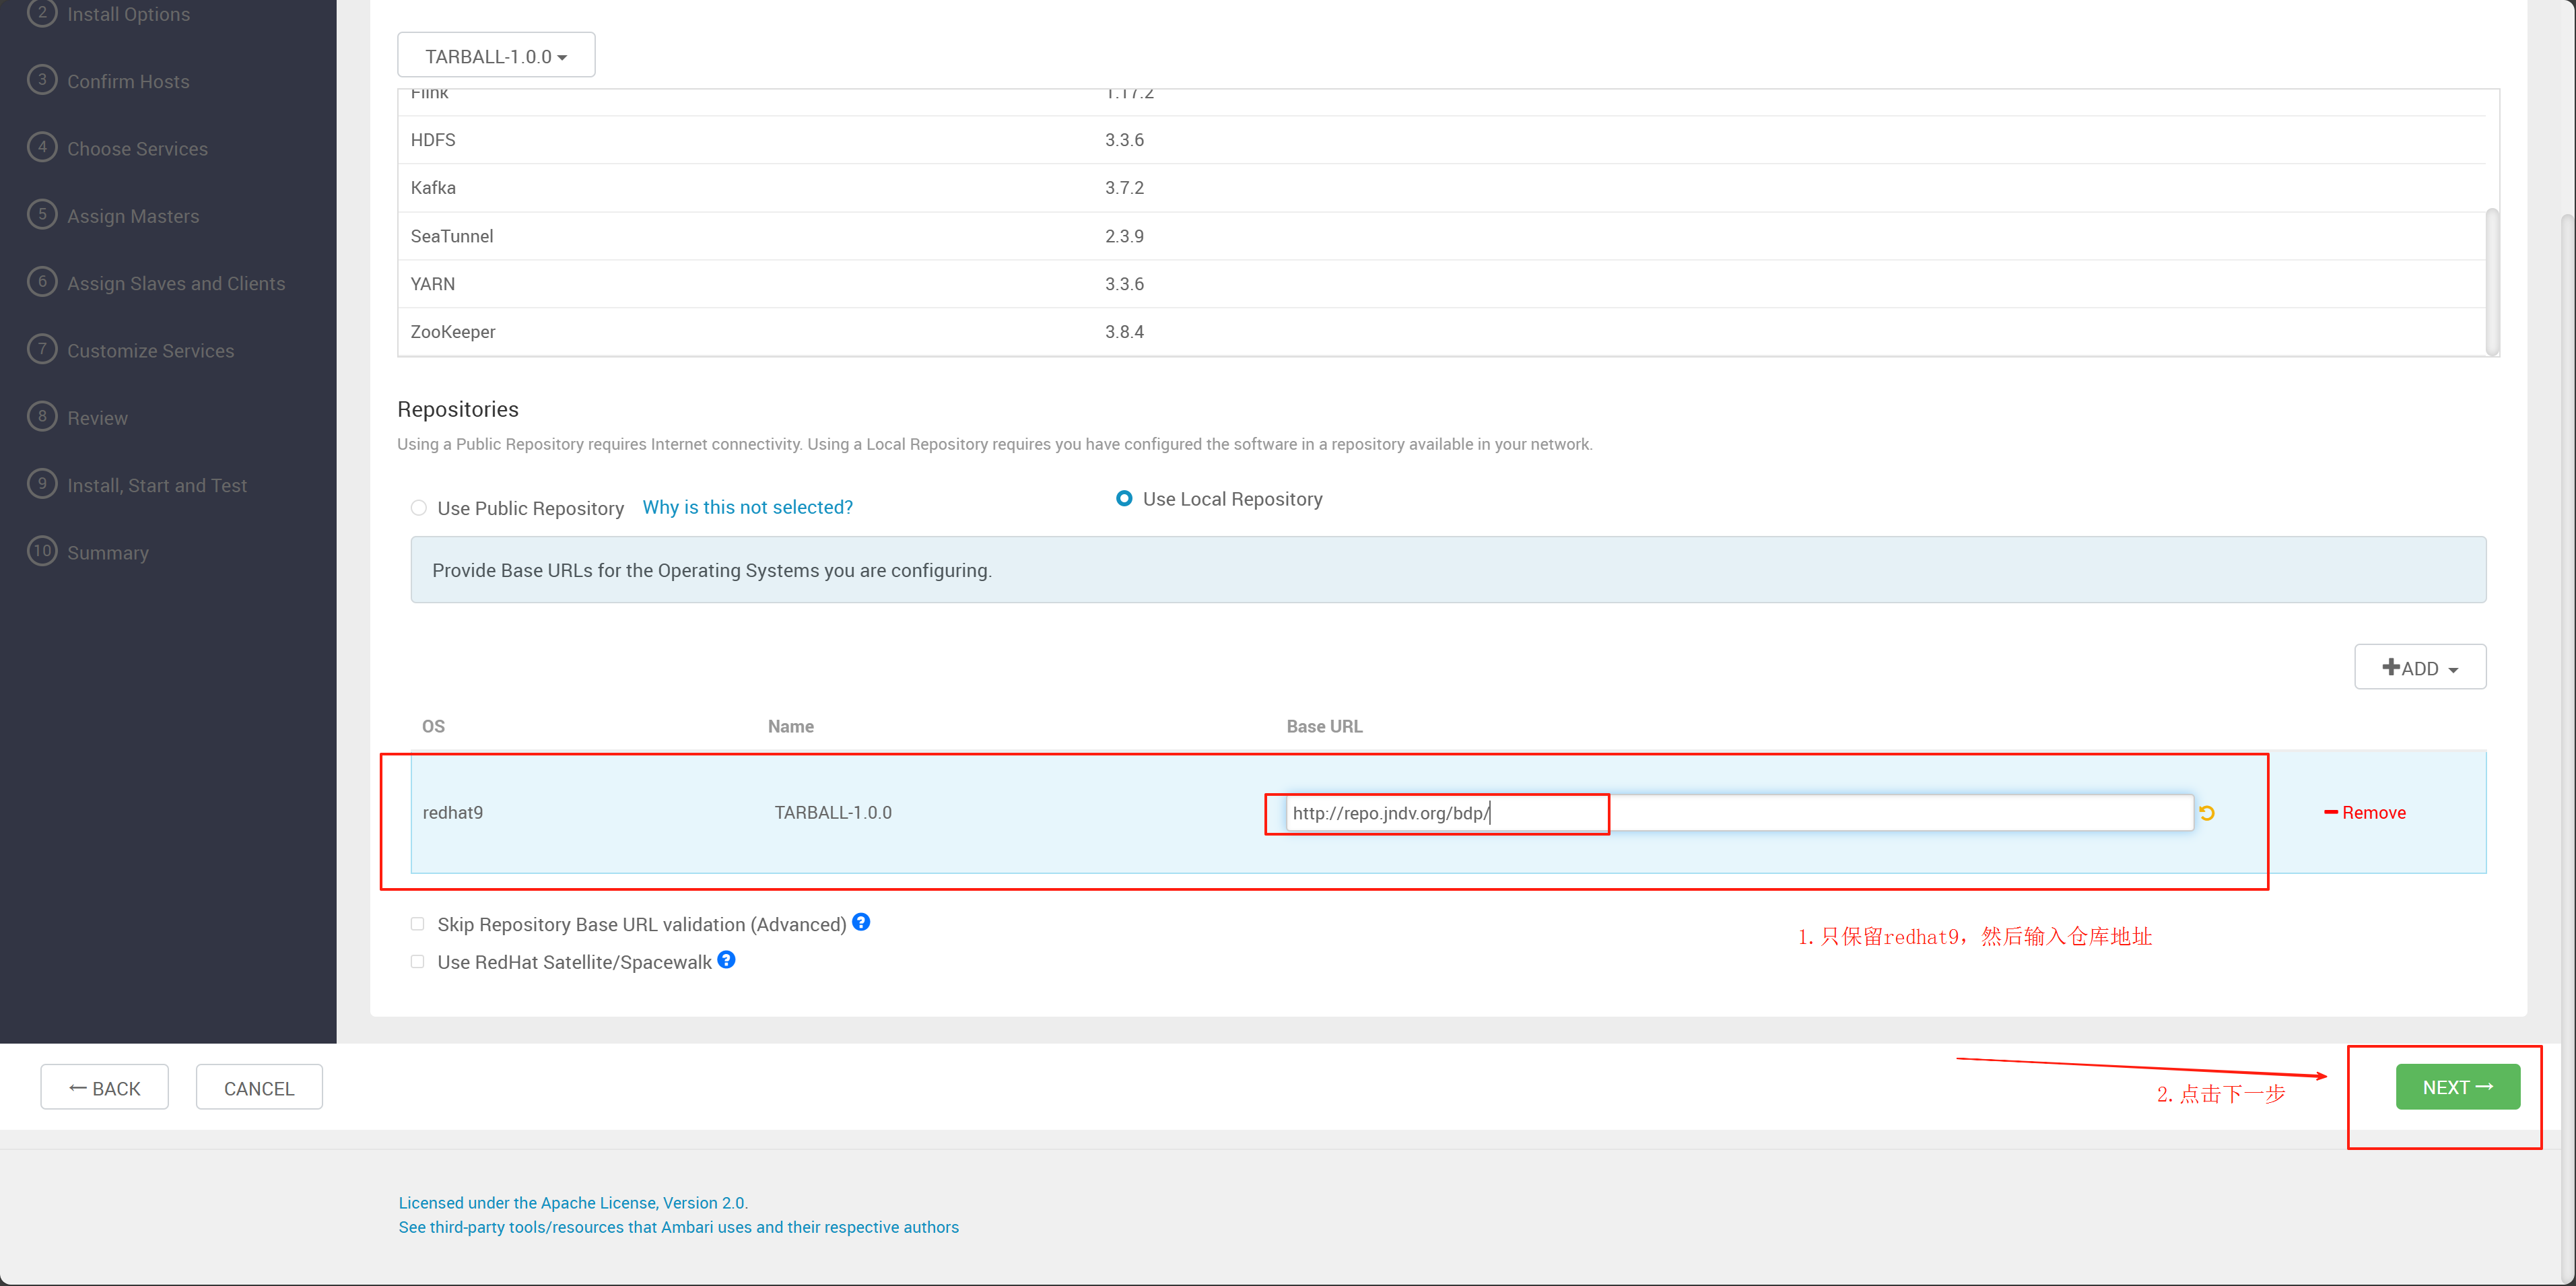 2 Install Options
3 Confirm Hosts
4 Choose Services
5 Assign Masters
6 Assign Slaves and Clients
7 Customize Services
8 Review
9 Install, Start and Test
10 Summary
TARBALL-1.0.0
Flink 1.17.2
HDFS 3.3.6
Kafka 3.7.2
SeaTunnel 2.3.9
YARN 3.3.6
ZooKeeper 3.8.4
Repositories
Using a Public Repository requires Internet connectivity. Using a Local Repository requires you have configured the software in a repository available in your network.
Use Public Repository Why is this not selected? Use Local Repository
Provide Base URLs for the Operating Systems you are configuring.
ADD
OS Name Base URL
redhat9 TARBALL-1.0.0 http://repo.jndv.org/bdp/ Remove
Skip Repository Base URL validation (Advanced) ?
Use RedHat Satellite/Spacewalk ?
1.只保留redhat9，然后输入仓库地址
← BACK CANCEL NEXT →
2.点击下一步
Licensed under the Apache License, Version 2.0.
See third-party tools/resources that Ambari uses and their respective authors